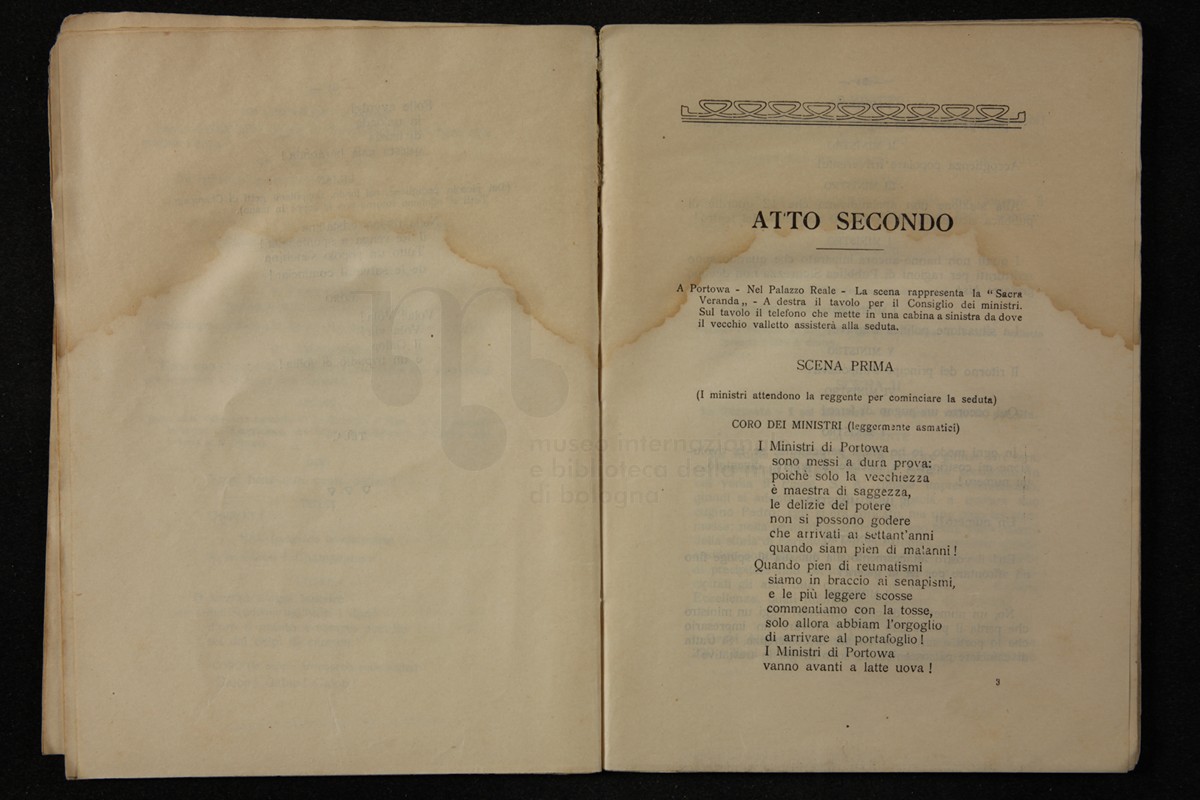 ATTO SECONDO
A Portowa - Nel Palazzo Reale - La scena rappresenta la "Sacra
Veranda„ - A destra il tavolo per il Consiglio dei ministri.
Sul tavolo il telefono che mette in una cabina a sinistra da dove
il vecchio valletto assisterà alla seduta.
SCENA PRIMA
(I ministri attendono la reggente per cominciare la seduta)
CORO DEI MINISTRI (leggermente asmatici)
I Ministri di Portowa
sono messi a dura prova:
poichè solo la vecchiezza
è maestra di saggezza,
le delizie del potere
non si possono godere
che arrivati ai settant'anni
quando siam pien di malanni!
Quando pien di reumatismi
siamo in braccio ai senapismi,
e le più leggere scosse
commentiamo con la tosse,
solo allora abbiam l'orgoglio
di arrivare al portafoglio!
I Ministri di Portowa
vanno avanti a latte uova!
3
museo internaziona
e biblioteca della m
di bologna